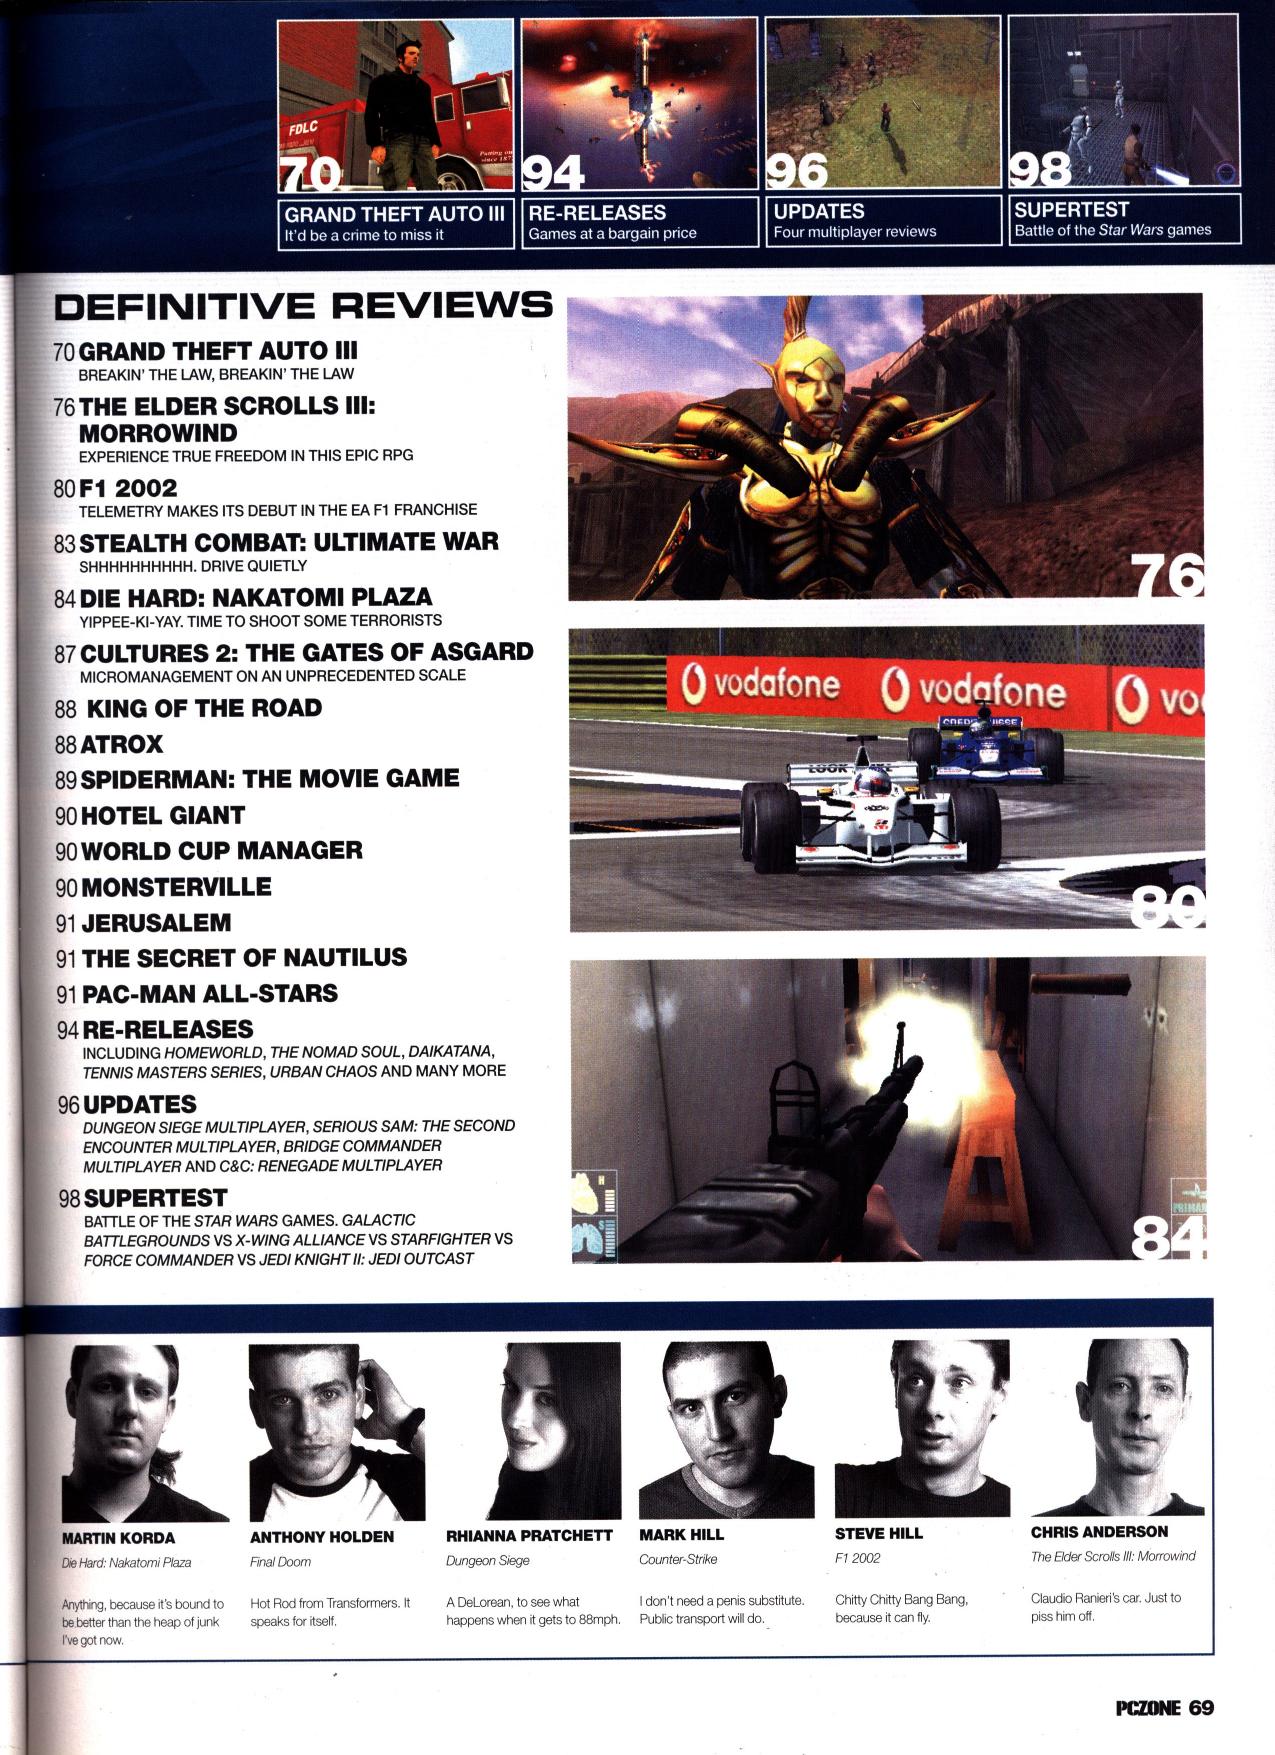 FDLC
Putting out
since 187
70
GRAND THEFT AUTO III
It'd be a crime to miss it
94
RE-RELEASES
Games at a bargain price
96
UPDATES
Four multiplayer reviews
98
SUPERTEST
Battle of the Star Wars games
DEFINITIVE REVIEWS
70 GRAND THEFT AUTO III
BREAKIN' THE LAW, BREAKIN' THE LAW
76 THE ELDER SCROLLS III:
MORROWIND
EXPERIENCE TRUE FREEDOM IN THIS EPIC RPG
80 F1 2002
TELEMETRY MAKES ITS DEBUT IN THE EA F1 FRANCHISE
83 STEALTH COMBAT: ULTIMATE WAR
SHHHHHHHHHH. DRIVE QUIETLY
84 DIE HARD: NAKATOMI PLAZA
YIPPEE-KI-YAY. TIME TO SHOOT SOME TERRORISTS
87 CULTURES 2: THE GATES OF ASGARD
MICROMANAGEMENT ON AN UNPRECEDENTED SCALE
88 KING OF THE ROAD
88 ATROX
89 SPIDERMAN: THE MOVIE GAME
90 HOTEL GIANT
90 WORLD CUP MANAGER
90 MONSTERVILLE
91 JERUSALEM
91 THE SECRET OF NAUTILUS
91 PAC-MAN ALL-STARS
94 RE-RELEASES
INCLUDING HOMEWORLD, THE NOMAD SOUL, DAIKATANA,
TENNIS MASTERS SERIES, URBAN CHAOS AND MANY MORE
96 UPDATES
DUNGEON SIEGE MULTIPLAYER, SERIOUS SAM: THE SECOND
ENCOUNTER MULTIPLAYER, BRIDGE COMMANDER
MULTIPLAYER AND C&C: RENEGADE MULTIPLAYER
98 SUPERTEST
BATTLE OF THE STAR WARS GAMES. GALACTIC
BATTLEGROUNDS VS X-WING ALLIANCE VS STARFIGHTER VS
FORCE COMMANDER VS JEDI KNIGHT II: JEDI OUTCAST
76
vodafone vodafone vo
CREDIT SUISSE
80
H
S
PRIMAR
84
MARTIN KORDA
Die Hard: Nakatomi Plaza
Anything, because it's bound to
be better than the heap of junk
I've got now.
ANTHONY HOLDEN
Final Doom
Hot Rod from Transformers. It
speaks for itself.
RHIANNA PRATCHETT
Dungeon Siege
A DeLorean, to see what
happens when it gets to 88mph.
MARK HILL
Counter-Strike
I don't need a penis substitute.
Public transport will do.
STEVE HILL
F1 2002
Chitty Chitty Bang Bang,
because it can fly.
CHRIS ANDERSON
The Elder Scrolls III: Morrowind
Claudio Ranieri's car. Just to
piss him off.
PCZONE 69